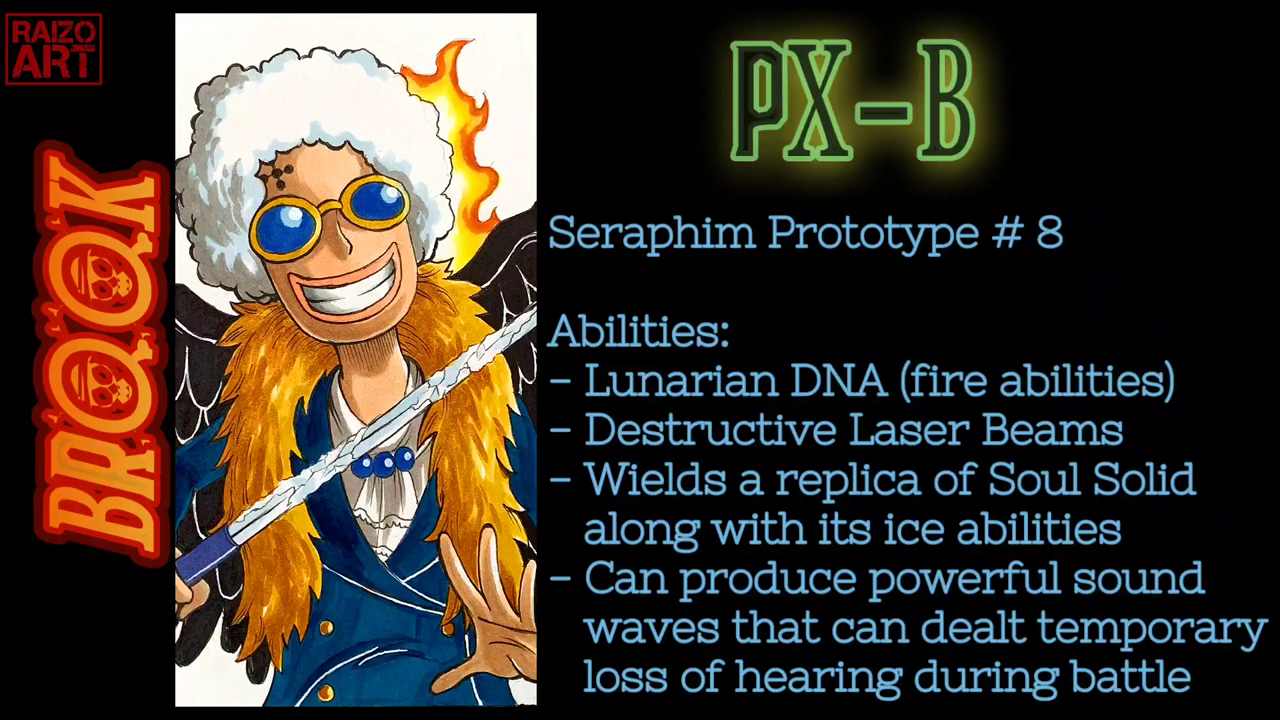 RAIZO
ART
BROOK
PX-B
Seraphim Prototype # 8
Abilities:
- Lunarian DNA (fire abilities)
- Destructive Laser Beams
- Wields a replica of Soul Solid
along with its ice abilities
- Can produce powerful sound
waves that can dealt temporary
loss of hearing during battle